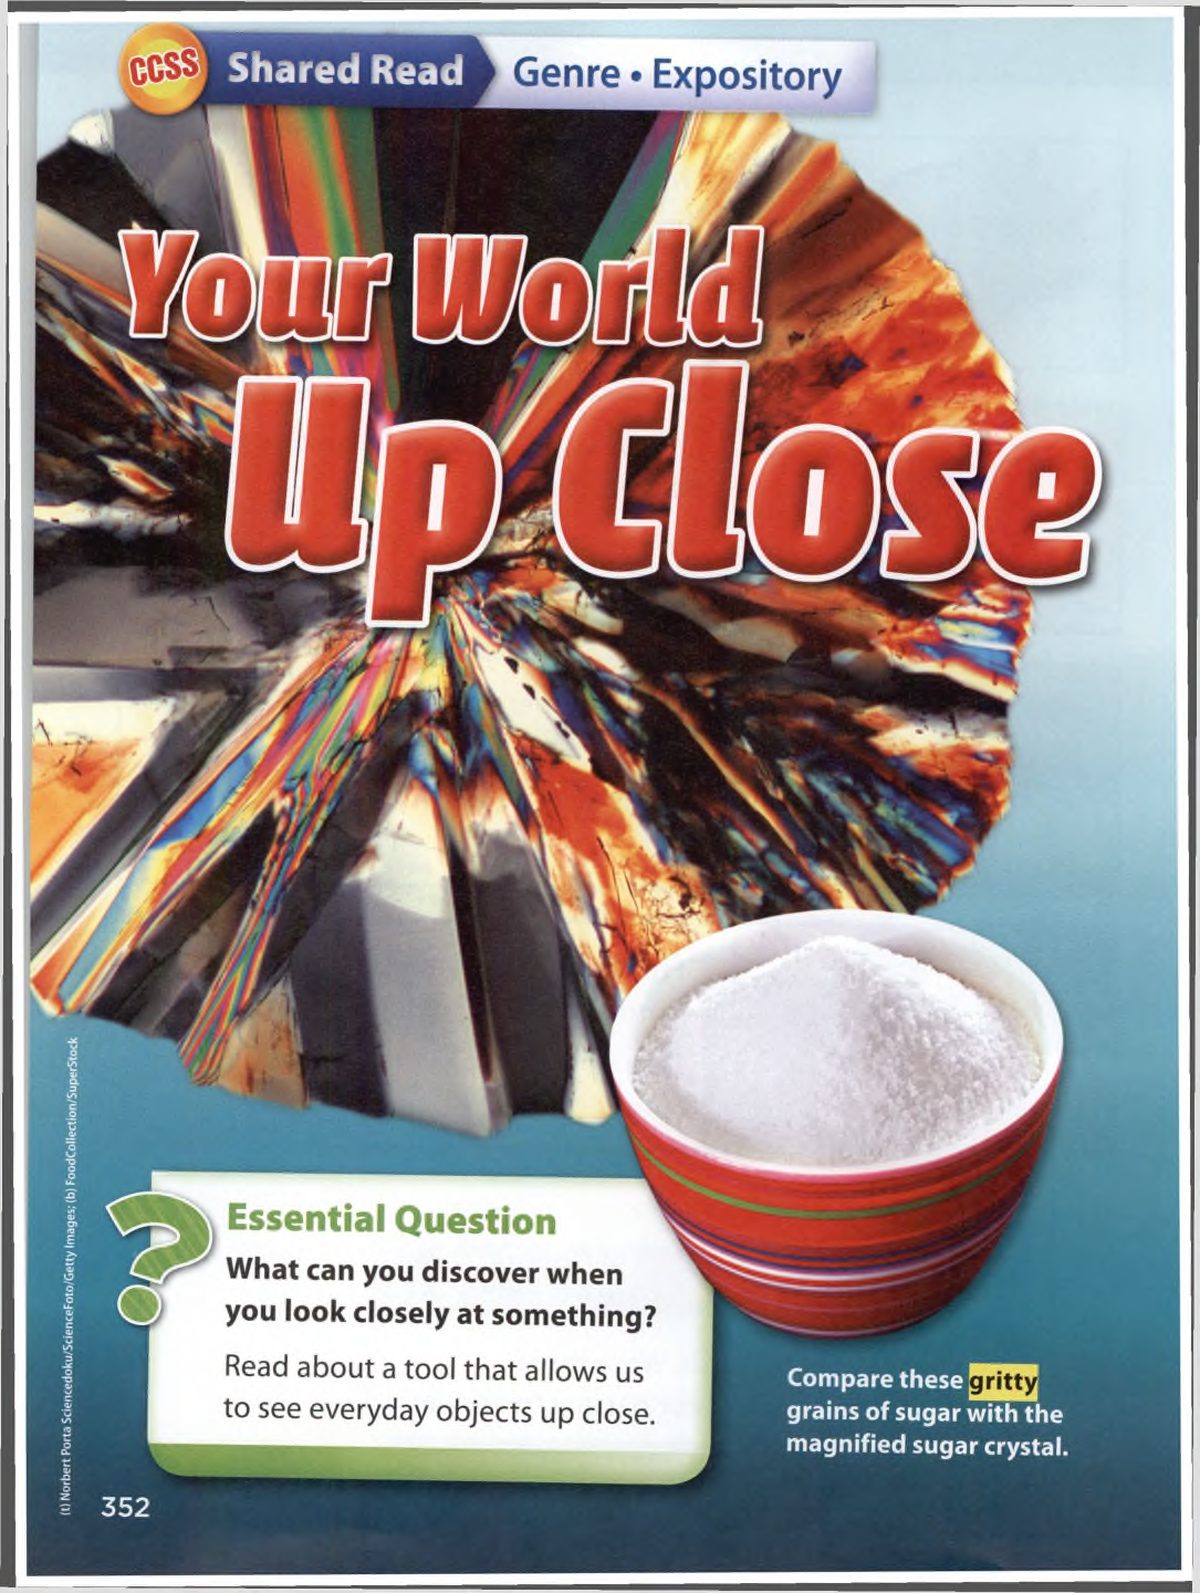 CCSS Shared Read Genre • Expository
Your World
Up Close
Essential Question
What can you discover when
you look closely at something?
Read about a tool that allows us
to see everyday objects up close.
Compare these gritty
grains of sugar with the
magnified sugar crystal.
(t) Norbert Porta Sciencedoku/ScienceFoto/Getty Images; (b) FoodCollection/SuperStock
352